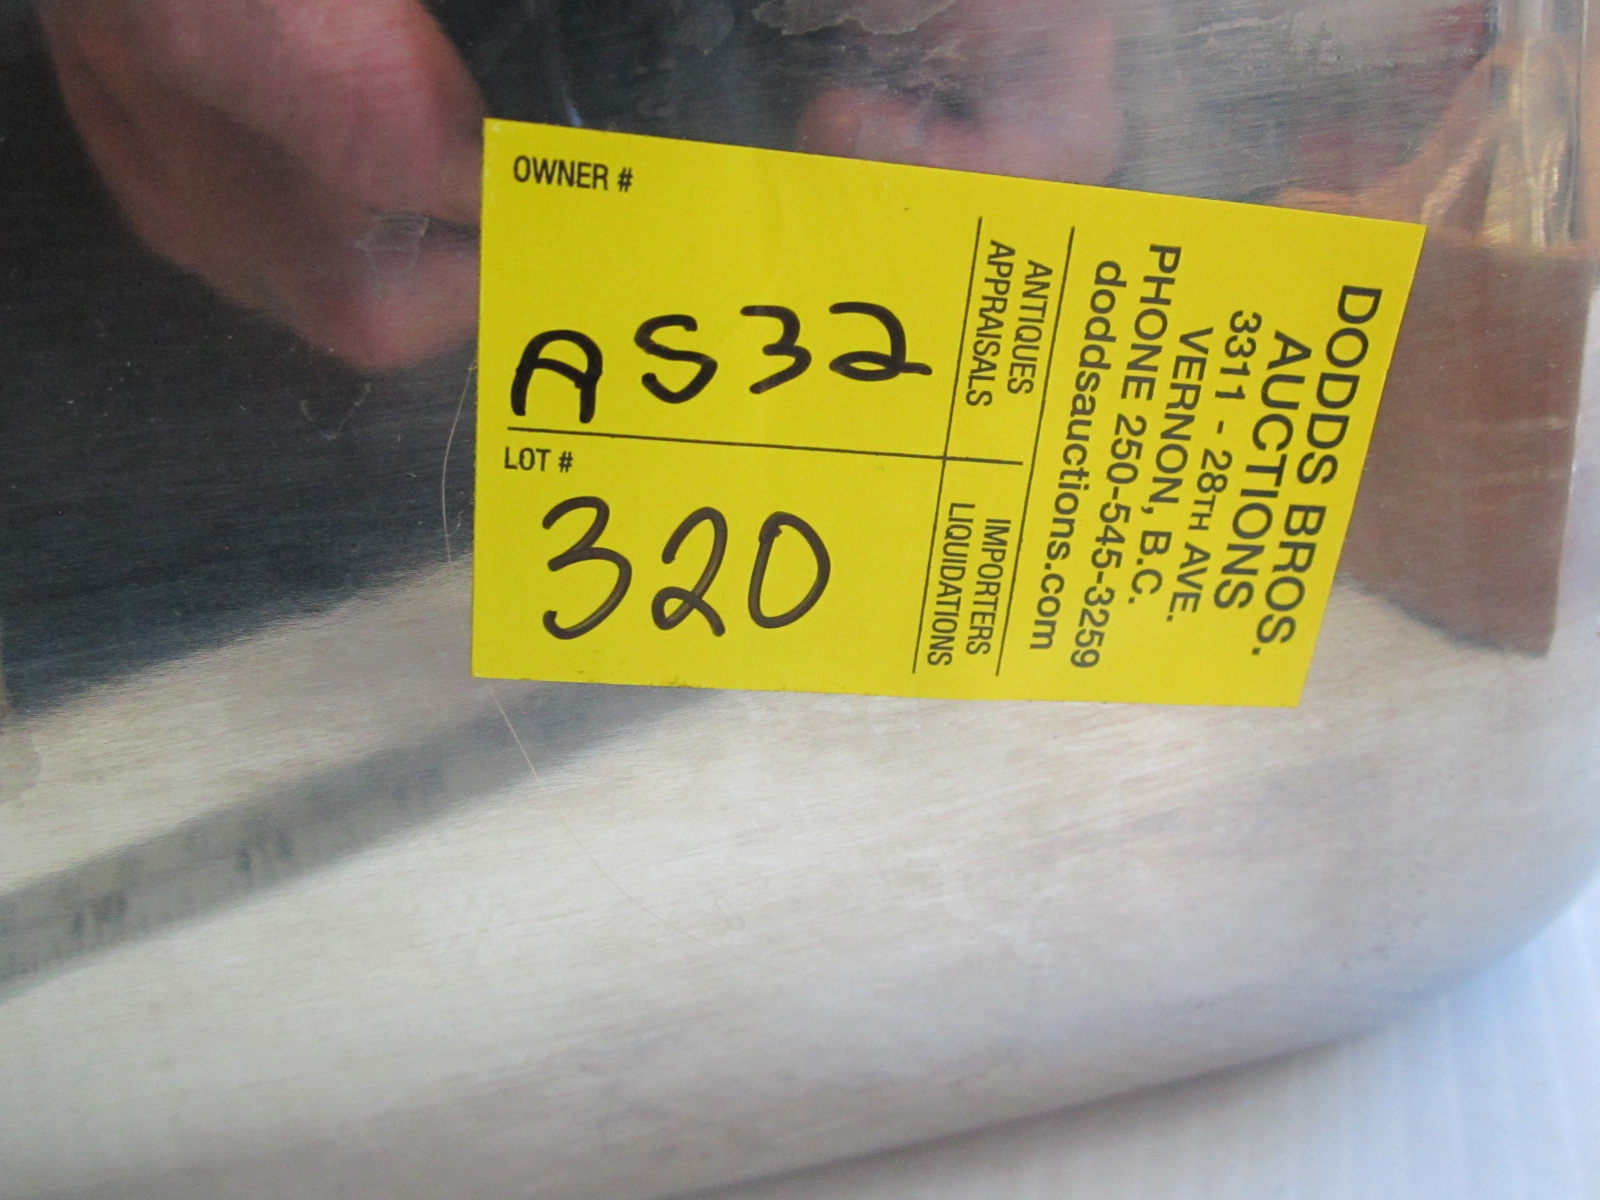 DODDS BROS.
AUCTIONS
3311 - 28TH AVE.
VERNON, B.C.
PHONE 250-545-3259
doddsauctions.com
ANTIQUES
APPRAISALS
IMPORTERS
LIQUIDATIONS
OWNER #
A532
LOT #
320